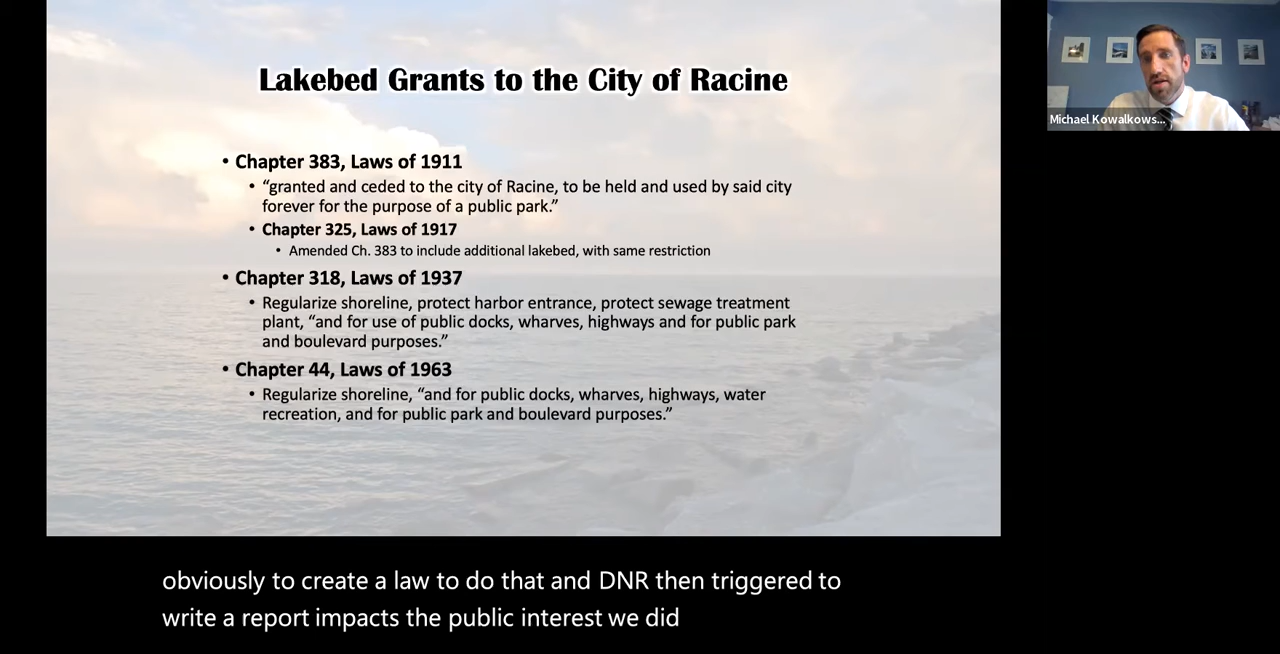 Lakebed Grants to the City of Racine
• Chapter 383, Laws of 1911
• “granted and ceded to the city of Racine, to be held and used by said city
forever for the purpose of a public park.”
• Chapter 325, Laws of 1917
• Amended Ch. 383 to include additional lakebed, with same restriction
• Chapter 318, Laws of 1937
• Regularize shoreline, protect harbor entrance, protect sewage treatment
plant, “and for use of public docks, wharves, highways and for public park
and boulevard purposes.”
• Chapter 44, Laws of 1963
• Regularize shoreline, “and for public docks, wharves, highways, water
recreation, and for public park and boulevard purposes.”
Michael Kowalkows...
obviously to create a law to do that and DNR then triggered to
write a report impacts the public interest we did